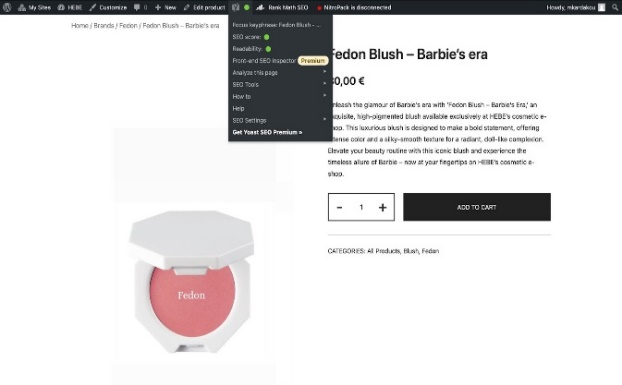 My Sites HEBE Customize 0 New Edit product Rank Math SEO NitroPack is disconnected Howdy, mkardakou
Home / Brands / Fedon / Fedon Blush – Barbie's era
Focus keyphrase: Fedon Blush - ...
SEO score:
Readability:
Front-end SEO inspector Premium
Analyze this page
SEO Tools
How to
Help
SEO Settings
Get Yoast SEO Premium »
Fedon Blush – Barbie's era
0,00 €
nleash the glamour of Barbie's era with 'Fedon Blush – Barbie's Era,' an
quisite, high-pigmented blush available exclusively at HEBE's cosmetic e-
hop. This luxurious blush is designed to make a bold statement, offering
tense color and a silky-smooth texture for a radiant, doll-like complexion.
Elevate your beauty routine with this iconic blush and experience the
timeless allure of Barbie – now at your fingertips on HEBE's cosmetic e-
shop.
- 1 + ADD TO CART
CATEGORIES: All Products, Blush, Fedon
Fedon